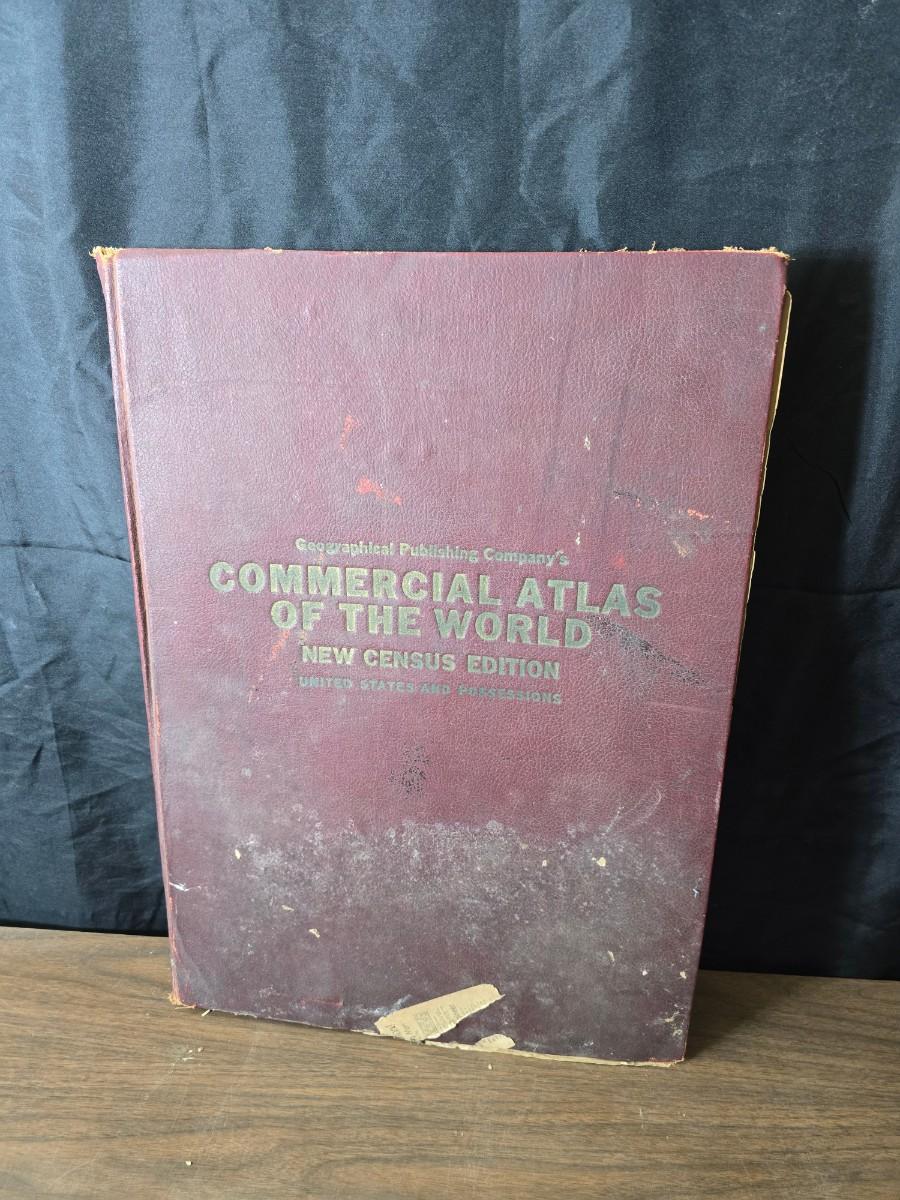 Geographical Publishing Company's
COMMERCIAL ATLAS
OF THE WORLD
NEW CENSUS EDITION
UNITED STATES AND POSSESSIONS